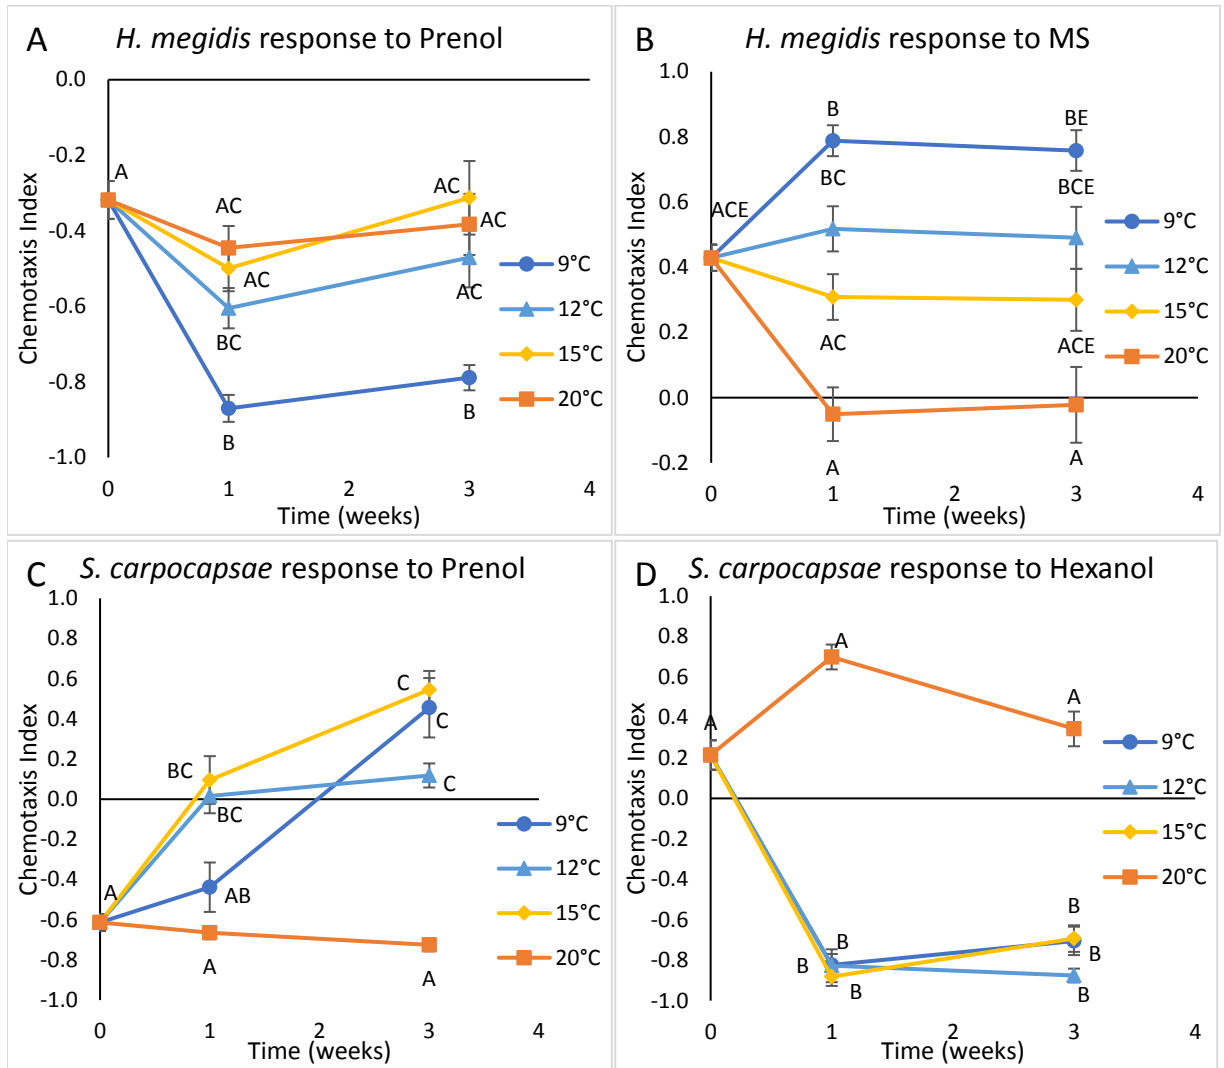 A
H. megidis response to Prenol
Chemotaxis Index
0.0
-0.2
-0.4
-0.6
-0.8
-1.0
A
AC
AC
BC
B
AC
AC
AC
B
9°C
12°C
15°C
20°C
0 1 2 3 4
Time (weeks)
B
H. megidis response to MS
Chemotaxis Index
1.0
0.8
0.6
0.4
0.2
0.0
-0.2
ACE
B
BC
AC
A
BE
BCE
ACE
A
9°C
12°C
15°C
20°C
0 1 2 3 4
Time (weeks)
C
S. carpocapsae response to Prenol
Chemotaxis Index
1.0
0.8
0.6
0.4
0.2
0.0
-0.2
-0.4
-0.6
-0.8
-1.0
A
BC
BC
AB
A
C
C
C
A
9°C
12°C
15°C
20°C
0 1 2 3 4
Time (weeks)
D
S. carpocapsae response to Hexanol
Chemotaxis Index
1.0
0.8
0.6
0.4
0.2
0.0
-0.2
-0.4
-0.6
-0.8
-1.0
A
A
B
B
B
A
B
B
B
9°C
12°C
15°C
20°C
0 1 2 3 4
Time (weeks)